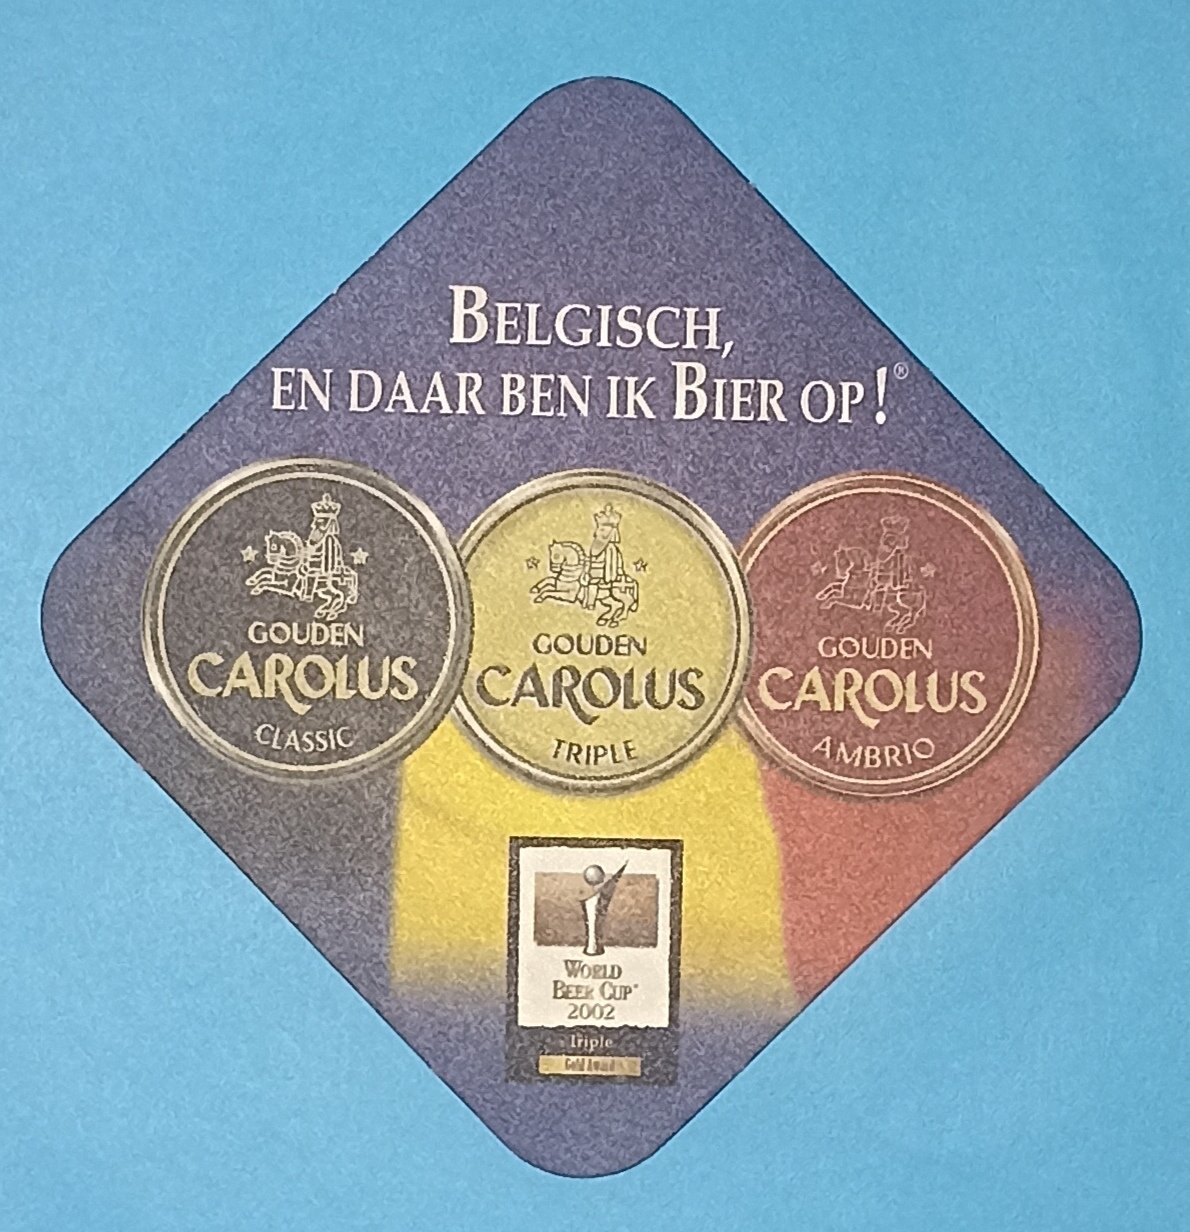 BELGISCH,
EN DAAR BEN IK BIER OP!®
GOUDEN
CAROLUS
CLASSIC
GOUDEN
CAROLUS
TRIPLE
GOUDEN
CAROLUS
AMBRIO
WORLD
BEER CUP®
2002
Triple
Gold Award